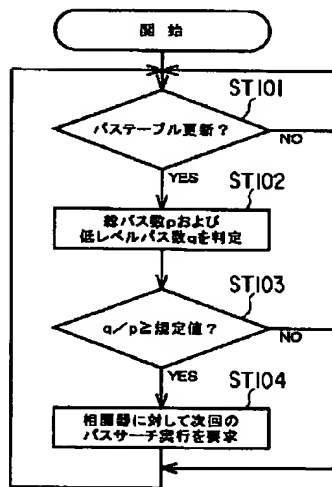 開始
ST101
パステーブル更新?
NO
YES
ST102
総パス数pおよび
低レベルパス数qを判定
ST103
q/p≧規定値?
NO
YES
ST104
相関器に対して次回の
パスサーチ実行を要求